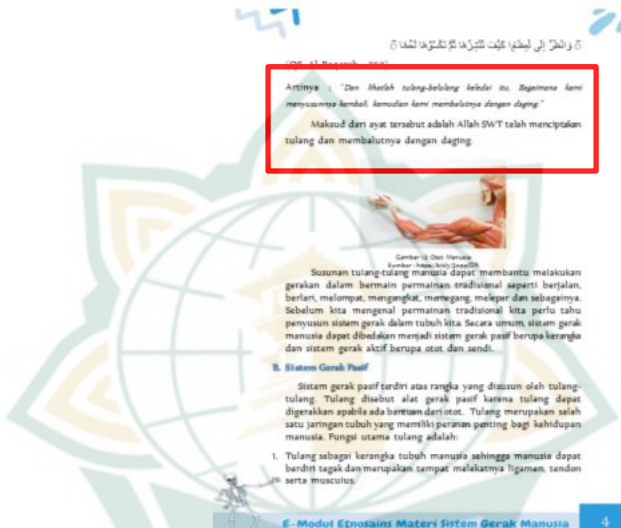 وَانْظُرْ إِلَى
(QS. Al-Baqarah : 259)
Artinya : "Dan lihatlah tulang-belulang keledai itu. Bagaimana kami
menyusunnya kembali, kemudian kami membalutnya dengan daging."
Maksud dari ayat tersebut adalah Allah SWT telah menciptakan
tulang dan membalutnya dengan daging.
Otot Manusia
Susunan tulang-tulang manusia dapat membantu melakukan
gerakan dalam bermain permainan tradisional seperti berjalan,
berlari, melompat, mengangkat, memegang, melepar dan sebagainya.
Sebelum kita mengenal permainan tradisional kita perlu tahu
penyusun sistem gerak dalam tubuh kita. Secara umum, sistem gerak
manusia dapat dibedakan menjadi sistem gerak pasif berupa kerangka
dan sistem gerak aktif berupa otot dan sendi.
B. Sistem Gerak Pasif
Sistem gerak pasif terdiri atas rangka yang disusun oleh tulang-
tulang. Tulang disebut alat gerak pasif karena tulang dapat
digerakkan apabila ada bantuan dari otot. Tulang merupakan salah
satu jaringan tubuh yang memiliki peranan penting bagi kehidupan
manusia. Fungsi utama tulang adalah:
1. Tulang sebagai kerangka tubuh manusia sehingga manusia dapat
berdiri tegak dan merupakan tempat melekatnya ligamen, tendon
serta musculus.
E-Modul Etnosains Materi Sistem Gerak Manusia 4